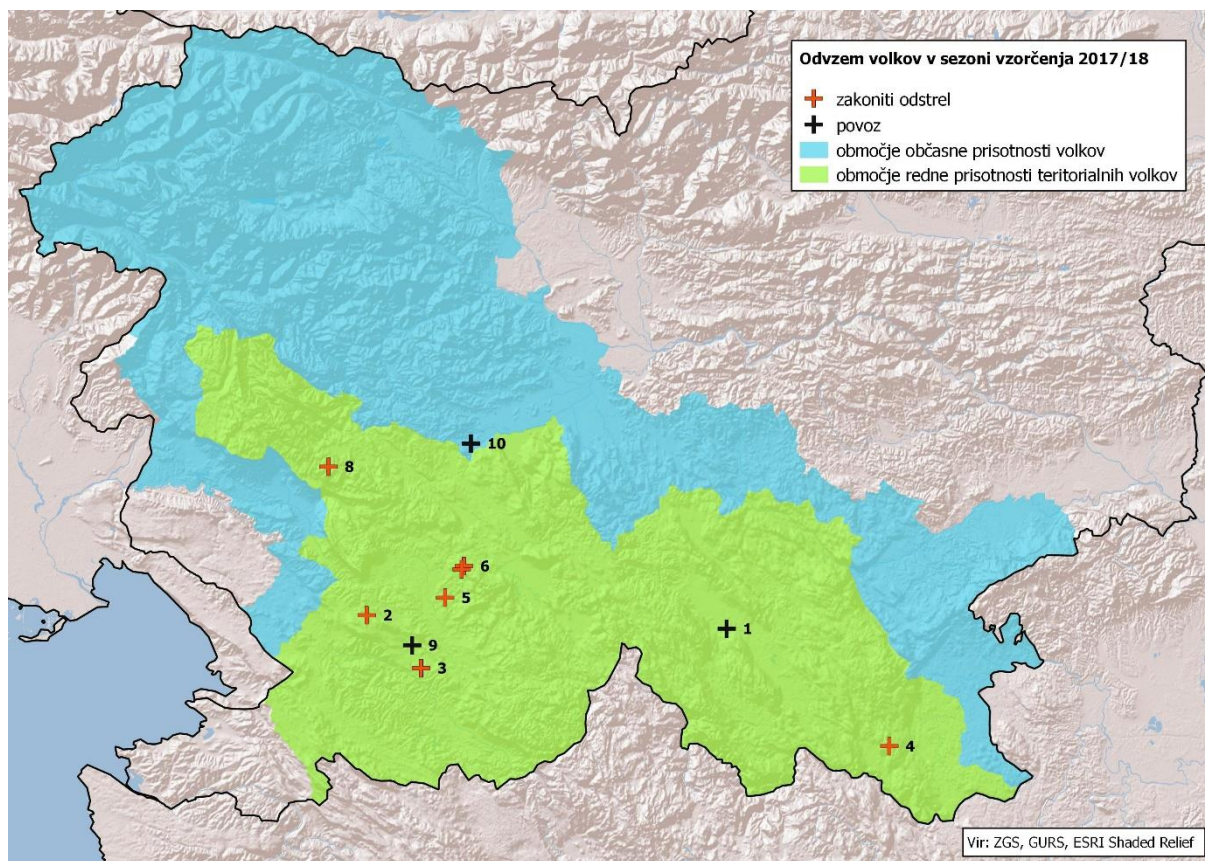 Odvzem volkov v sezoni vzorčenja 2017/18
zakoniti odstrel
povoz
območje občasne prisotnosti volkov
območje redne prisotnosti teritorialnih volkov
10
8
6
5
2
1
9
3
4
Vir: ZGS, GURS, ESRI Shaded Relief